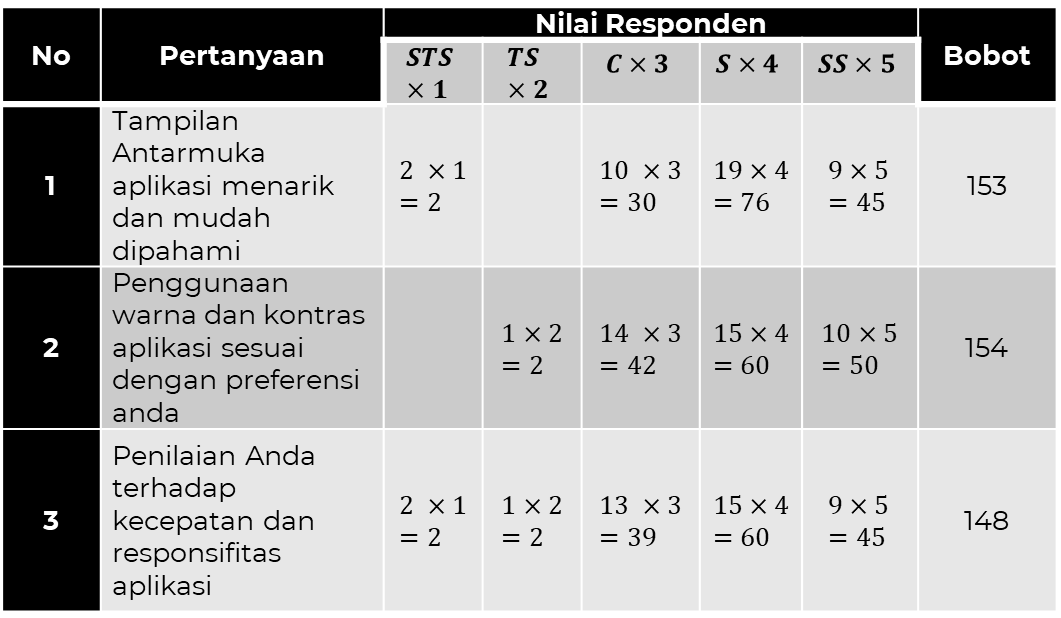 No
Pertanyaan
Nilai Responden
Bobot
STS
× 1
TS
× 2
C × 3
S × 4
SS × 5
1
Tampilan
Antarmuka
aplikasi menarik
dan mudah
dipahami
2 × 1
= 2
10 × 3
= 30
19 × 4
= 76
9 × 5
= 45
153
2
Penggunaan
warna dan kontras
aplikasi sesuai
dengan preferensi
anda
1 × 2
= 2
14 × 3
= 42
15 × 4
= 60
10 × 5
= 50
154
3
Penilaian Anda
terhadap
kecepatan dan
responsifitas
aplikasi
2 × 1
= 2
1 × 2
= 2
13 × 3
= 39
15 × 4
= 60
9 × 5
= 45
148